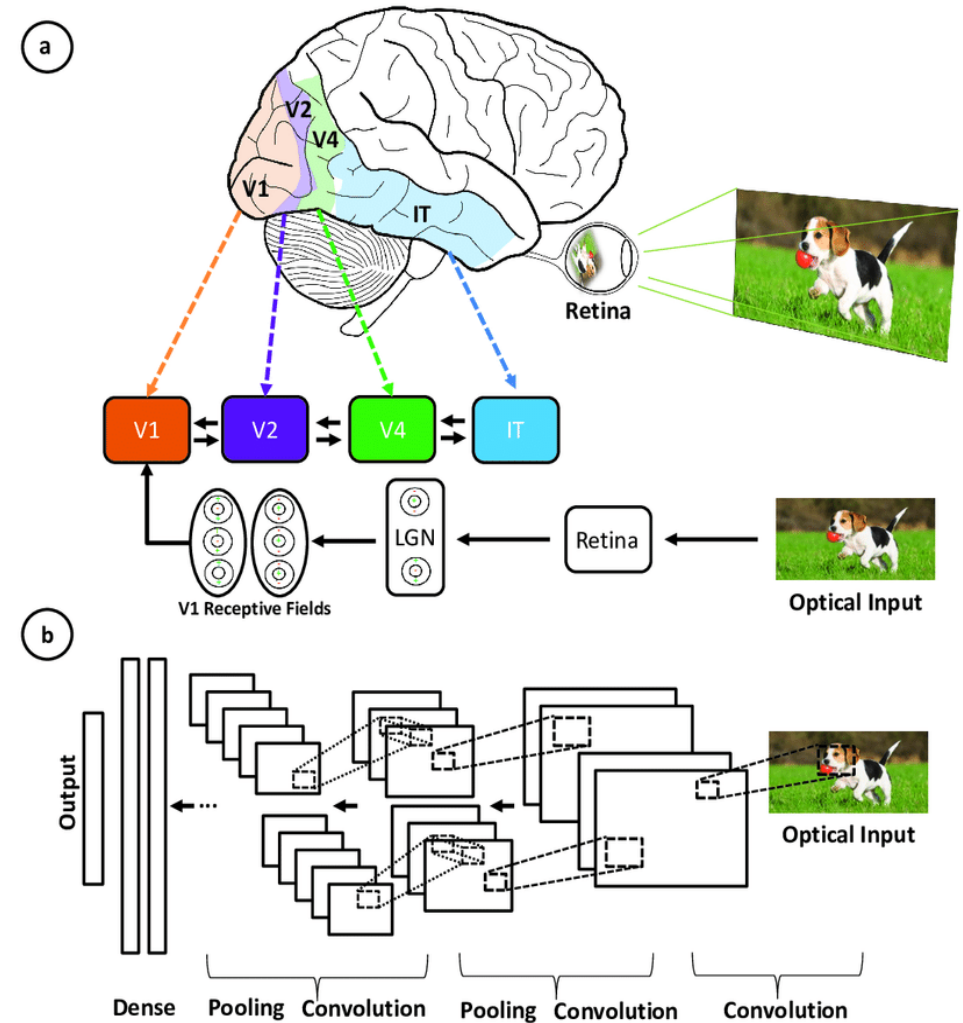 a
V2
V4
V1
IT
Retina
V1
V2
V4
IT
LGN
Retina
V1 Receptive Fields
Optical Input
b
Output
Optical Input
Dense
Pooling
Convolution
Pooling
Convolution
Convolution